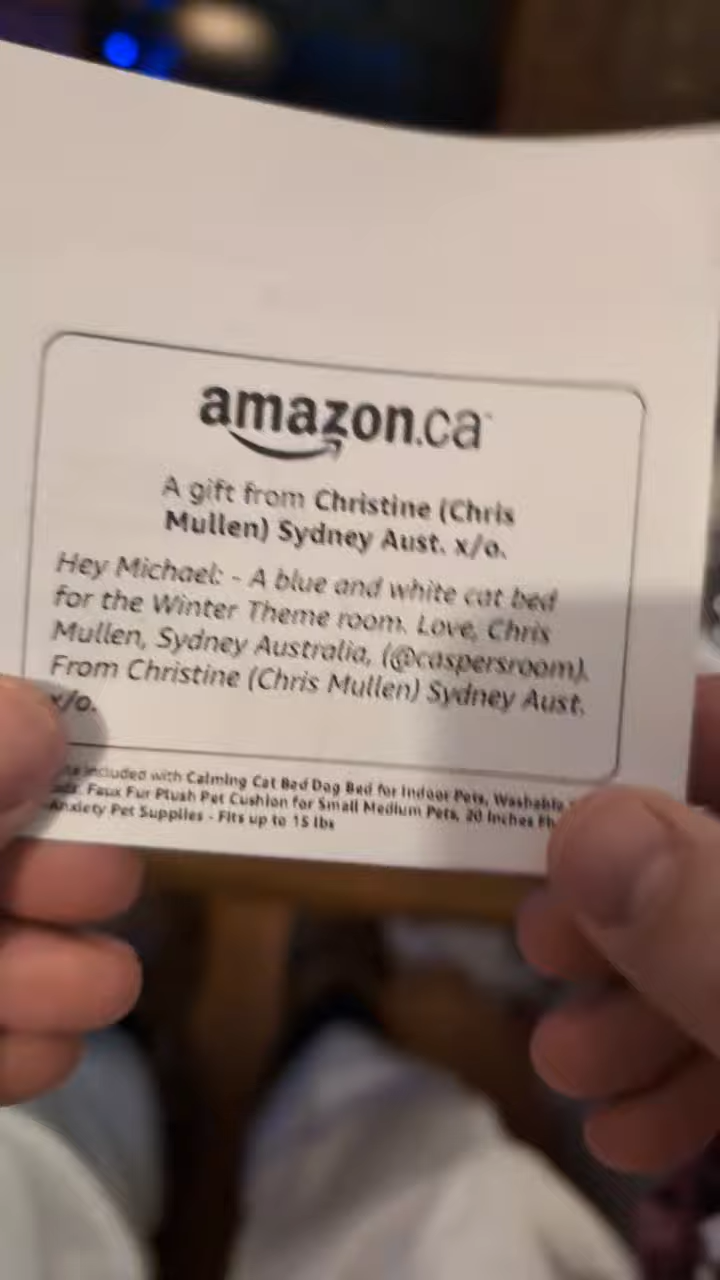 amazon.ca
A gift from Christine (Chris
Mullen) Sydney Aust. x/o.
Hey Michael: - A blue and white cat bed
for the Winter Theme room. Love, Chris
Mullen, Sydney Australia, (@caspersroom).
From Christine (Chris Mullen) Sydney Aust.
x/o.
included with Calming Cat Bed Dog Bed for Indoor Pets, Washable
Faux Fur Plush Pet Cushion for Small Medium Pets, 20 Inches
Anxiety Pet Supplies - Fits up to 15 lbs